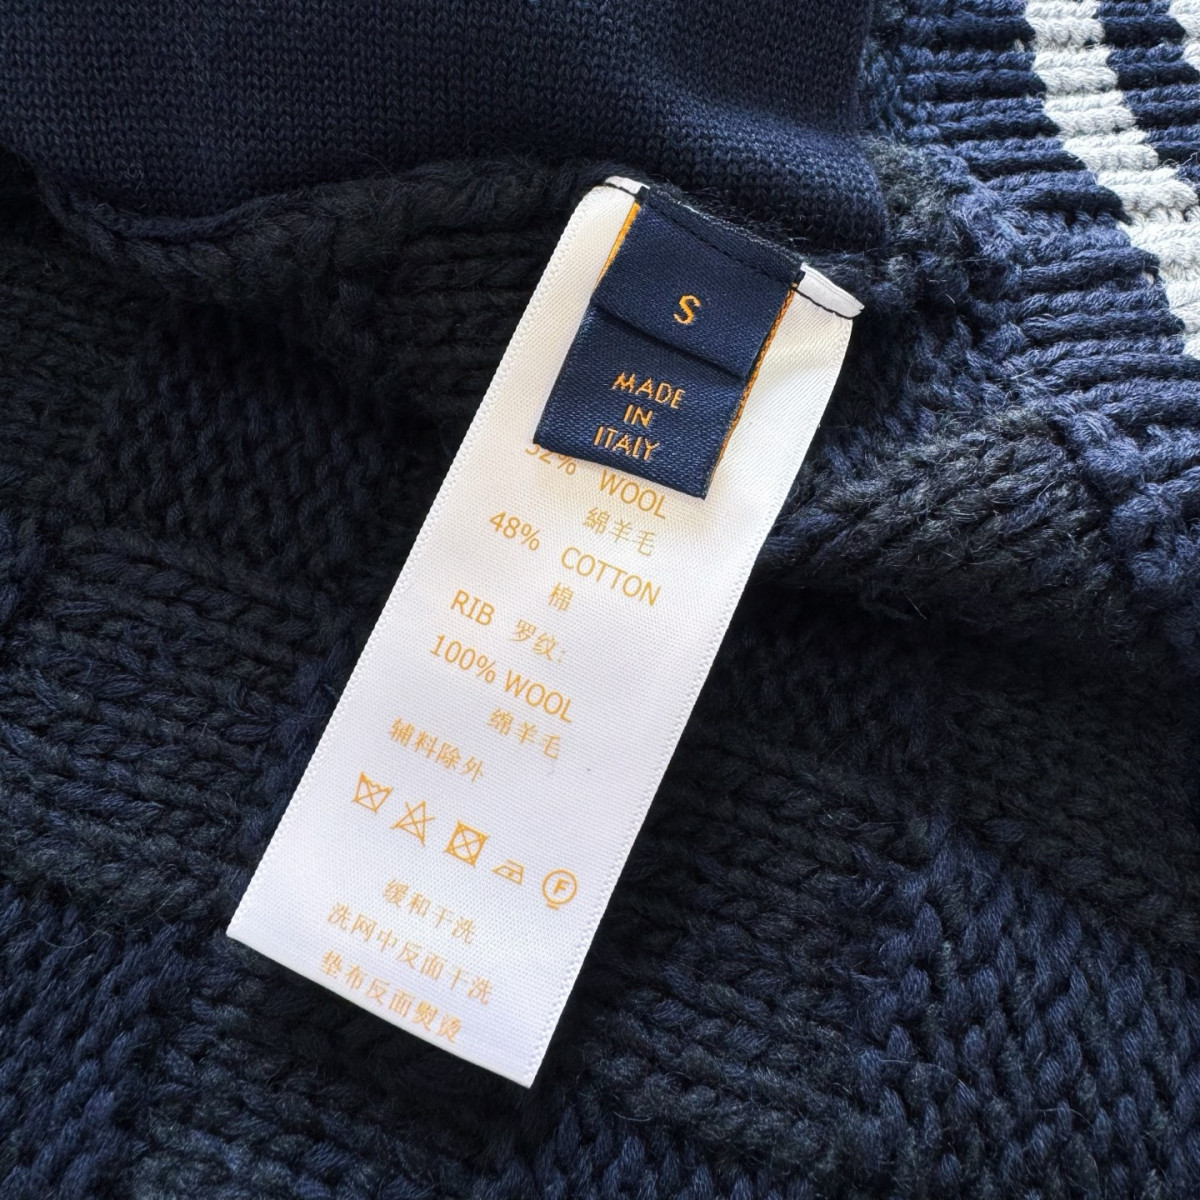 S
MADE
IN
ITALY
52% WOOL
綿羊毛
48% COTTON
棉
RIB 罗纹:
100% WOOL
绵羊毛
辅料除外
F
缓和干洗
洗网中反面干洗
垫布反面熨烫